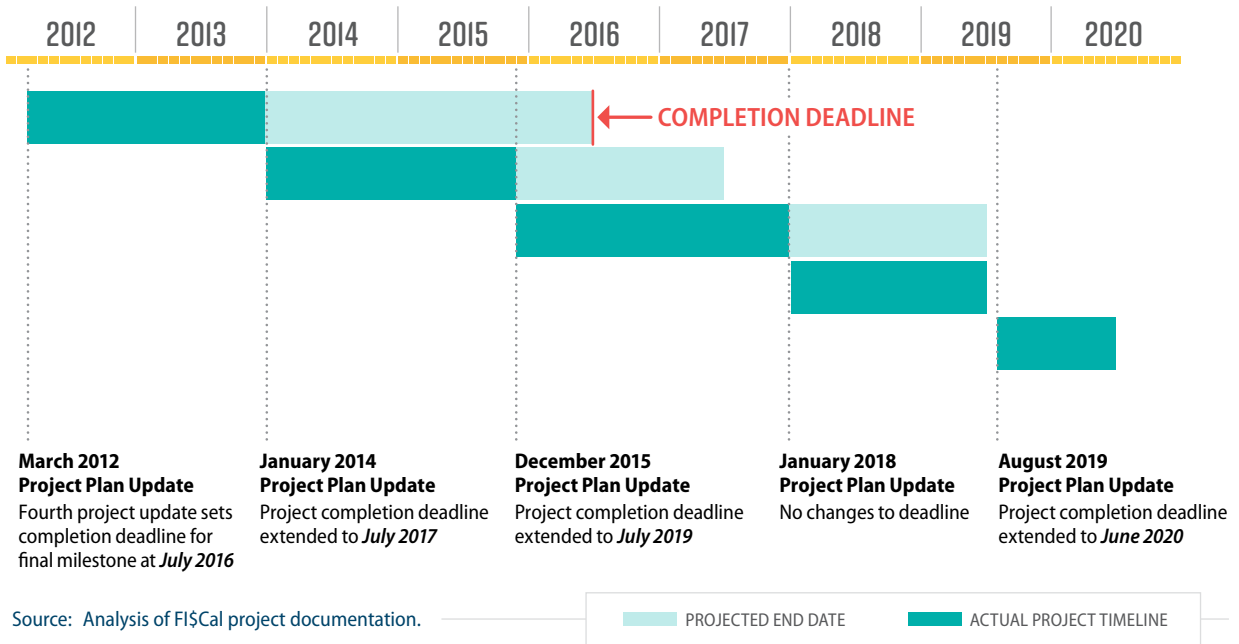 2012 2013 2014 2015 2016 2017 2018 2019 2020
COMPLETION DEADLINE
March 2012
Project Plan Update
Fourth project update sets
completion deadline for
final milestone at July 2016
January 2014
Project Plan Update
Project completion deadline
extended to July 2017
December 2015
Project Plan Update
Project completion deadline
extended to July 2019
January 2018
Project Plan Update
No changes to deadline
August 2019
Project Plan Update
Project completion deadline
extended to June 2020
Source: Analysis of FI$Cal project documentation.
PROJECTED END DATE
ACTUAL PROJECT TIMELINE